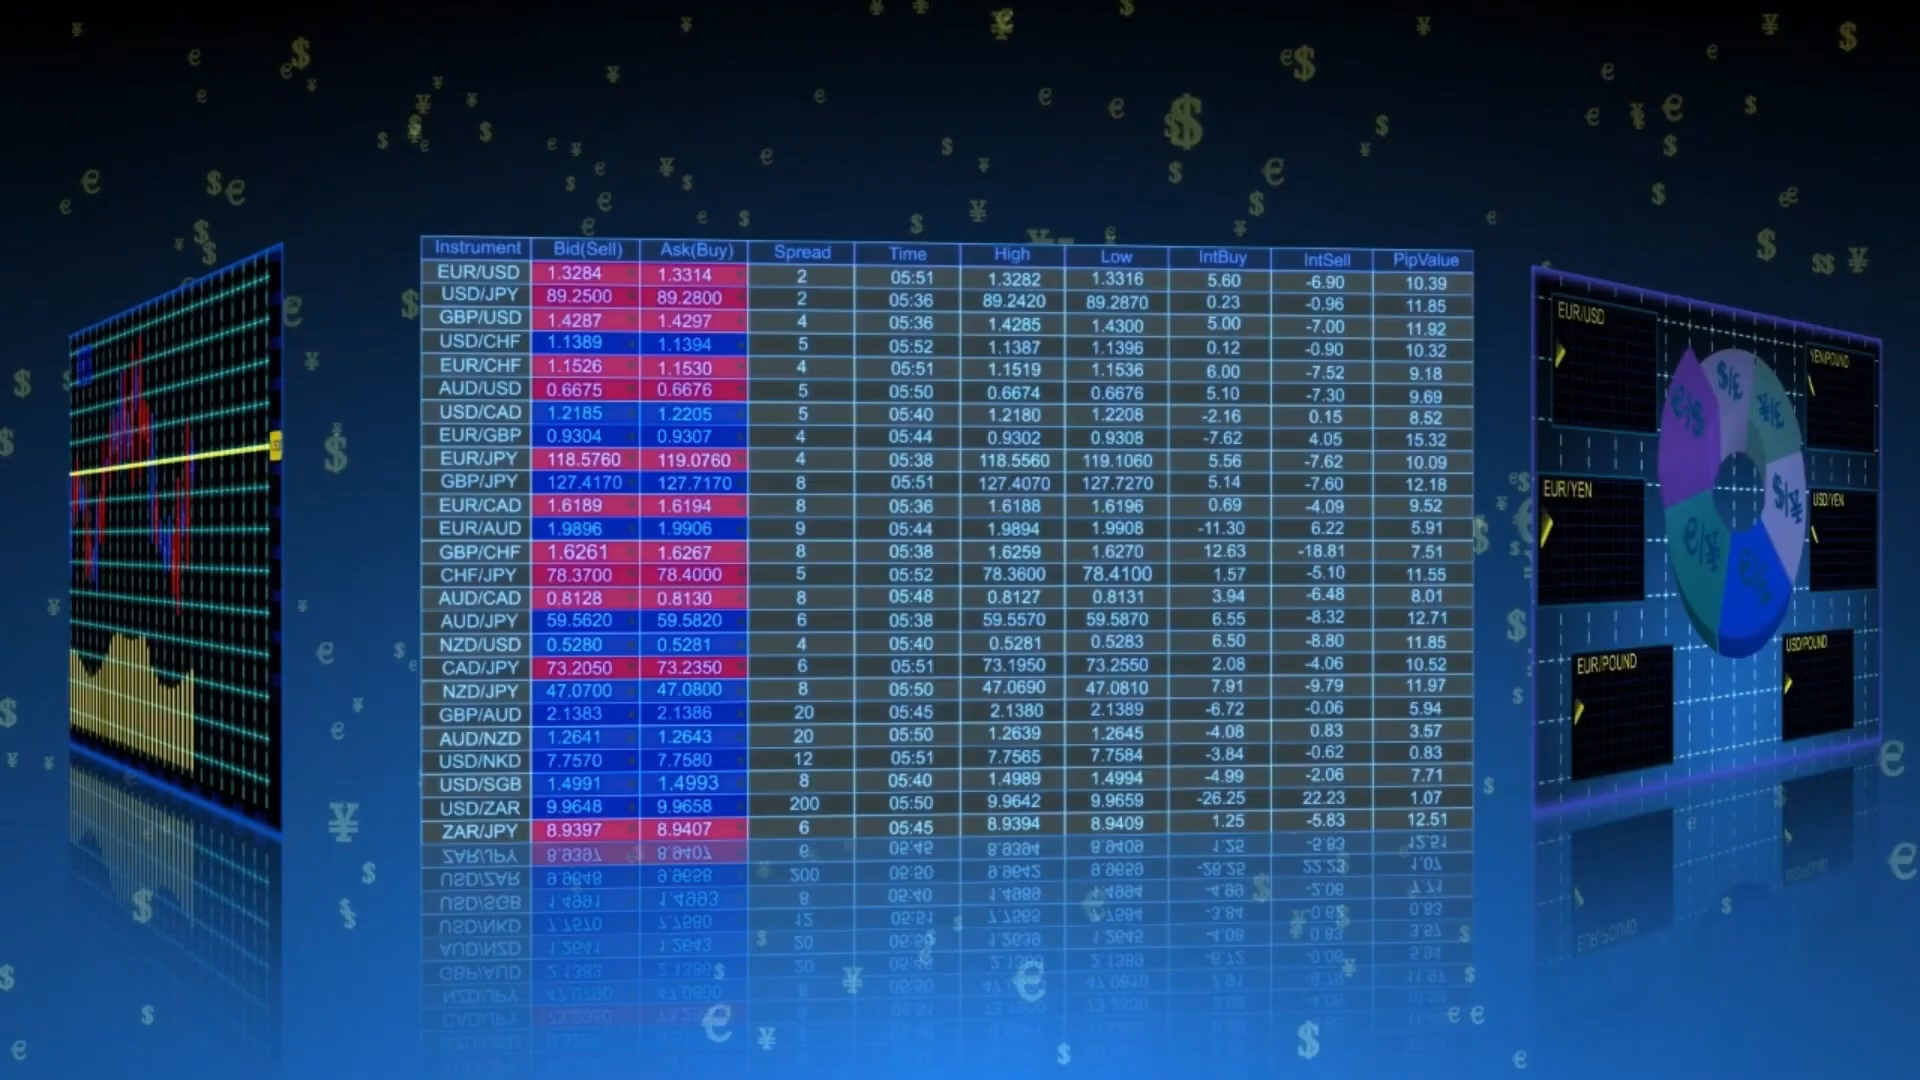 Instrument Bid(Sell) Ask(Buy) Spread Time High Low IntBuy IntSell PipValue
EUR/USD 1.3284 1.3314 2 05:51 1.3282 1.3316 5.60 -6.90 10.39
USD/JPY 89.2500 89.2800 2 05:36 89.2420 89.2870 0.23 -0.96 11.85
GBP/USD 1.4287 1.4297 4 05:36 1.4285 1.4300 5.00 -7.00 11.92
USD/CHF 1.1389 1.1394 5 05:52 1.1387 1.1396 0.12 -0.90 10.32
EUR/CHF 1.1526 1.1530 4 05:51 1.1519 1.1536 6.00 -7.52 9.18
AUD/USD 0.6675 0.6676 5 05:50 0.6674 0.6676 5.10 -7.30 9.69
USD/CAD 1.2185 1.2205 5 05:40 1.2180 1.2208 -2.16 0.15 8.52
EUR/GBP 0.9304 0.9307 4 05:44 0.9302 0.9308 -7.62 4.05 15.32
EUR/JPY 118.5760 119.0760 4 05:38 118.5560 119.1060 5.56 -7.62 10.09
GBP/JPY 127.4170 127.7170 8 05:51 127.4070 127.7270 5.14 -7.60 12.18
EUR/CAD 1.6189 1.6194 8 05:36 1.6188 1.6196 0.69 -4.09 9.52
EUR/AUD 1.9896 1.9906 9 05:44 1.9894 1.9908 -11.30 6.22 5.91
GBP/CHF 1.6261 1.6267 8 05:38 1.6259 1.6270 12.63 -18.81 7.51
CHF/JPY 78.3700 78.4000 5 05:52 78.3600 78.4100 1.57 -5.10 11.55
AUD/CAD 0.8128 0.8130 8 05:48 0.8127 0.8131 3.94 -6.48 8.01
AUD/JPY 59.5620 59.5820 6 05:38 59.5570 59.5870 6.55 -8.32 12.71
NZD/USD 0.5280 0.5281 4 05:40 0.5281 0.5283 6.50 -8.80 11.85
CAD/JPY 73.2050 73.2350 6 05:51 73.1950 73.2550 2.08 -4.06 10.52
NZD/JPY 47.0700 47.0800 8 05:50 47.0690 47.0810 7.91 -9.79 11.97
GBP/AUD 2.1383 2.1386 20 05:45 2.1380 2.1389 -6.72 -0.06 5.94
AUD/NZD 1.2641 1.2643 20 05:50 1.2639 1.2645 -4.08 0.83 3.57
USD/NKD 7.7570 7.7580 12 05:51 7.7565 7.7584 -3.84 -0.62 0.83
USD/SGB 1.4991 1.4993 8 05:40 1.4989 1.4994 -4.99 -2.06 7.71
USD/ZAR 9.9648 9.9658 200 05:50 9.9642 9.9659 -26.25 22.23 1.07
ZAR/JPY 8.9397 8.9407 6 05:45 8.9394 8.9409 1.25 -5.83 12.51
EUR/USD
YEN/POUND
EUR/YEN
USD/YEN
EUR/POUND
USD/POUND
€/$
$/£
¥/£
$/¥
€/¥